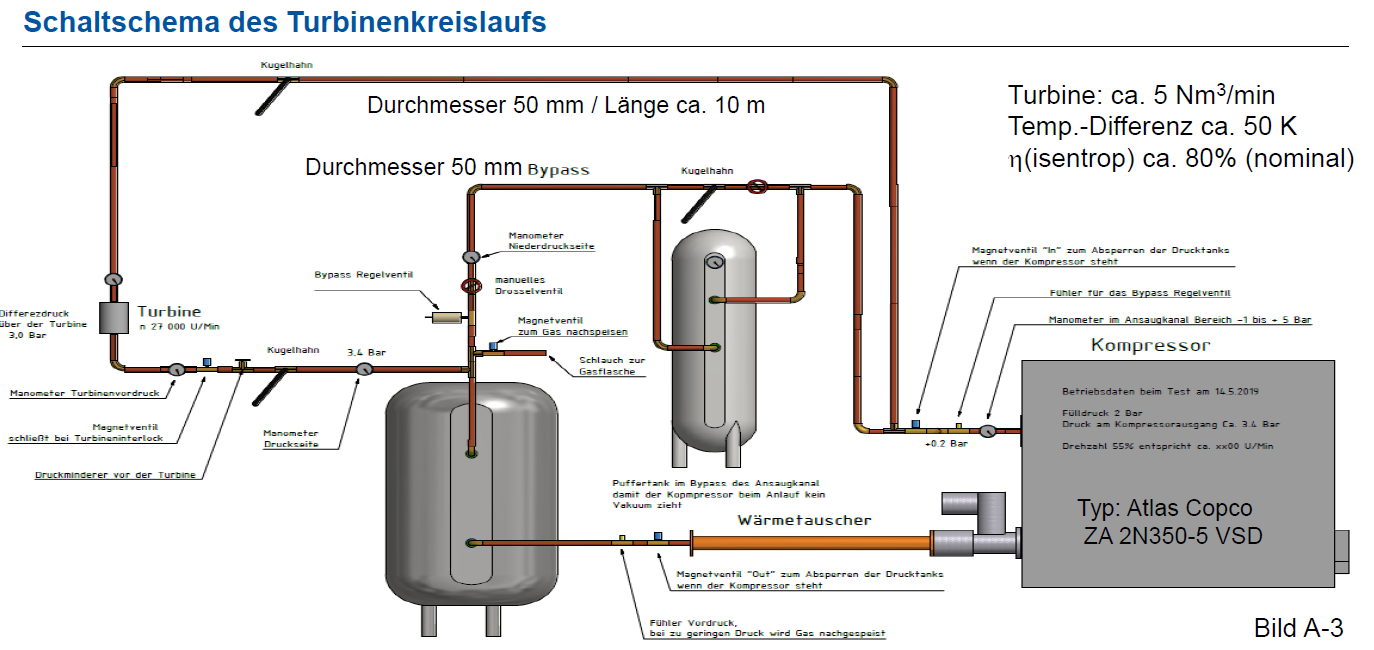 Schaltschema des Turbinenkreislaufs
Kugelhahn
Durchmesser 50 mm / Länge ca. 10 m
Turbine: ca. 5 Nm³/min
Temp.-Differenz ca. 50 K
η(isentrop) ca. 80% (nominal)
Durchmesser 50 mm Bypass
Kugelhahn
Manometer
Niederdruckseite
Bypass Regelventil
manuelles
Drosselventil
Magnetventil "In" zum Absperren der Drucktanks
wenn der Kompressor steht
Fühler für das Bypass Regelventil
Manometer im Ansaugkanal Bereich -1 bis + 5 Bar
Differezdruck
über der Turbine
3,0 Bar
Turbine
n 27 000 U/Min
Magnetventil
zum Gas nachspeisen
Kugelhahn
3.4 Bar
Schlauch zur
Gasflasche
Kompressor
Manometer Turbinenvordruck
Magnetventil
schließt bei Turbineninterlock
Druckminderer vor der Turbine
Manometer
Druckseite
+0.2 Bar
Betriebsdaten beim Test am 14.5.2019
Fülldruck 2 Bar
Druck am Kompressorausgang Ca. 3.4 Bar
Drehzahl 55% entspricht ca. xx00 U/Min
Puffertank im Bypass des Ansaugkanal
damit der Kopmpressor beim Anlauf kein
Vakuum zieht
Wärmetauscher
Typ: Atlas Copco
ZA 2N350-5 VSD
Magnetventil "Out" zum Absperren der Drucktanks
wenn der Kompressor steht
Fühler Vordruck,
bei zu geringen Druck wird Gas nachgespeist
Bild A-3